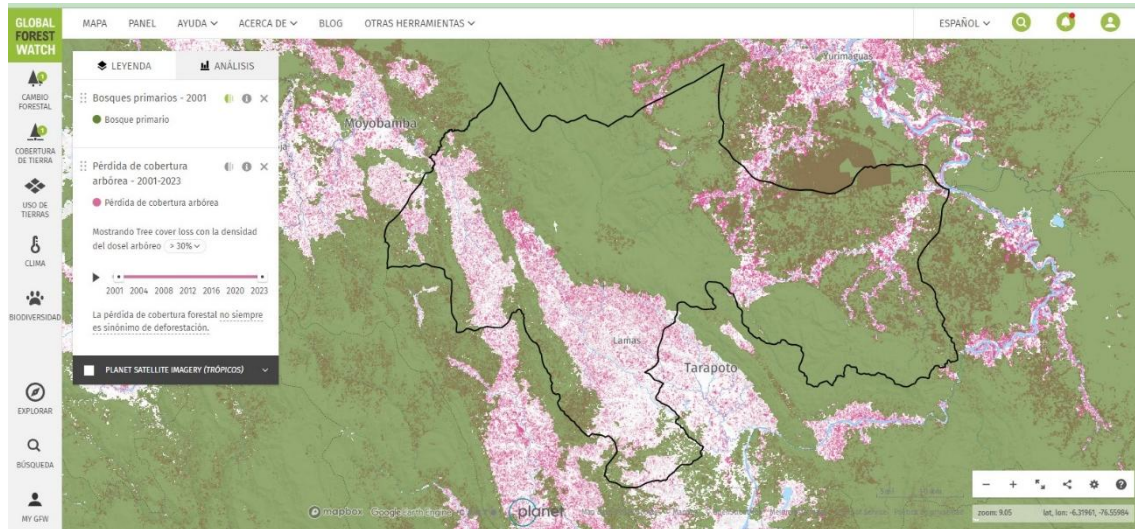 GLOBAL
FOREST
WATCH
MAPA
PANEL
AYUDA
ACERCA DE
BLOG
OTRAS HERRAMIENTAS
ESPAÑOL
CAMBIO
FORESTAL
COBERTURA
DE TIERRA
USO DE
TIERRAS
CLIMA
BIODIVERSIDAD
EXPLORAR
BÚSQUEDA
MY GFW
LEYENDA
ANÁLISIS
Bosques primarios - 2001
Bosque primario
Pérdida de cobertura
arbórea - 2001-2023
Pérdida de cobertura arbórea
Mostrando Tree cover loss con la densidad
del dosel arbóreo > 30%
2001 2004 2008 2012 2016 2020 2023
La pérdida de cobertura forestal no siempre
es sinónimo de deforestación.
PLANET SATELLITE IMAGERY (TRÓPICOS)
Moyobamba
Yurimaguas
Lamas
Tarapoto
mapbox Google Earth Engine
planet
zoom: 9.05
lat, lon: -6.31961, -76.55984